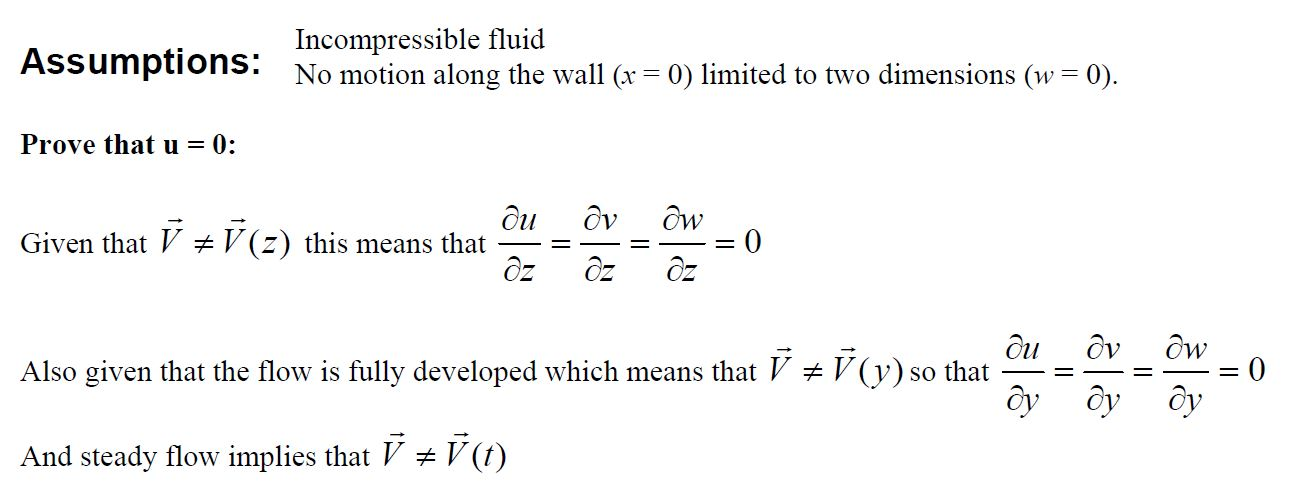 Assumptions:
Incompressible fluid
No motion along the wall (x = 0) limited to two dimensions (w = 0).
Prove that u = 0:
Given that V⃗ ≠ V⃗(z) this means that ∂u/∂z = ∂v/∂z = ∂w/∂z = 0
Also given that the flow is fully developed which means that V⃗ ≠ V⃗(y) so that ∂u/∂y = ∂v/∂y = ∂w/∂y = 0
And steady flow implies that V⃗ ≠ V⃗(t)